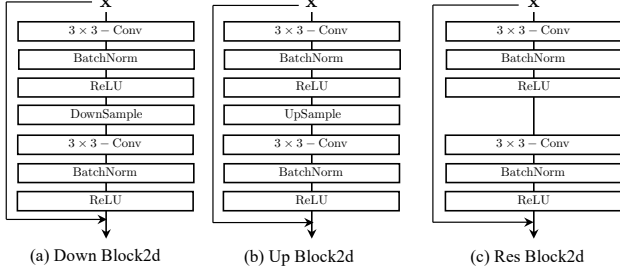 X
3 × 3 − Conv
BatchNorm
ReLU
DownSample
3 × 3 − Conv
BatchNorm
ReLU
(a) Down Block2d
X
3 × 3 − Conv
BatchNorm
ReLU
UpSample
3 × 3 − Conv
BatchNorm
ReLU
(b) Up Block2d
X
3 × 3 − Conv
BatchNorm
ReLU
3 × 3 − Conv
BatchNorm
ReLU
(c) Res Block2d